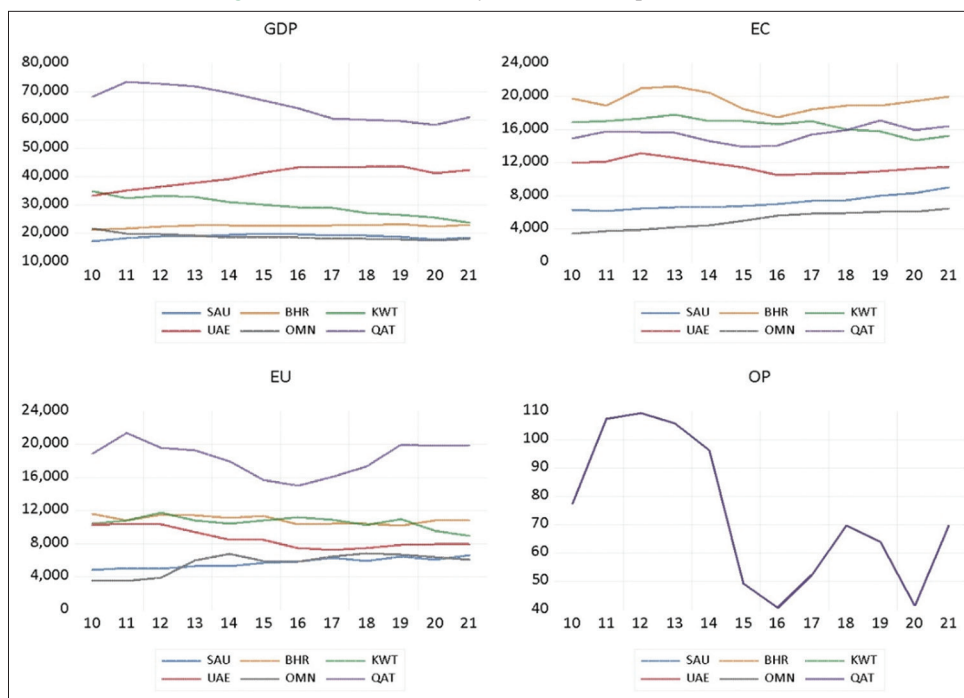 GDP
80,000
70,000
60,000
50,000
40,000
30,000
20,000
10,000
10 11 12 13 14 15 16 17 18 19 20 21
SAU BHR KWT
UAE OMN QAT
EC
24,000
20,000
16,000
12,000
8,000
4,000
0
10 11 12 13 14 15 16 17 18 19 20 21
SAU BHR KWT
UAE OMN QAT
EU
24,000
20,000
16,000
12,000
8,000
4,000
0
10 11 12 13 14 15 16 17 18 19 20 21
SAU BHR KWT
UAE OMN QAT
OP
110
100
90
80
70
60
50
40
10 11 12 13 14 15 16 17 18 19 20 21
SAU BHR KWT
UAE OMN QAT